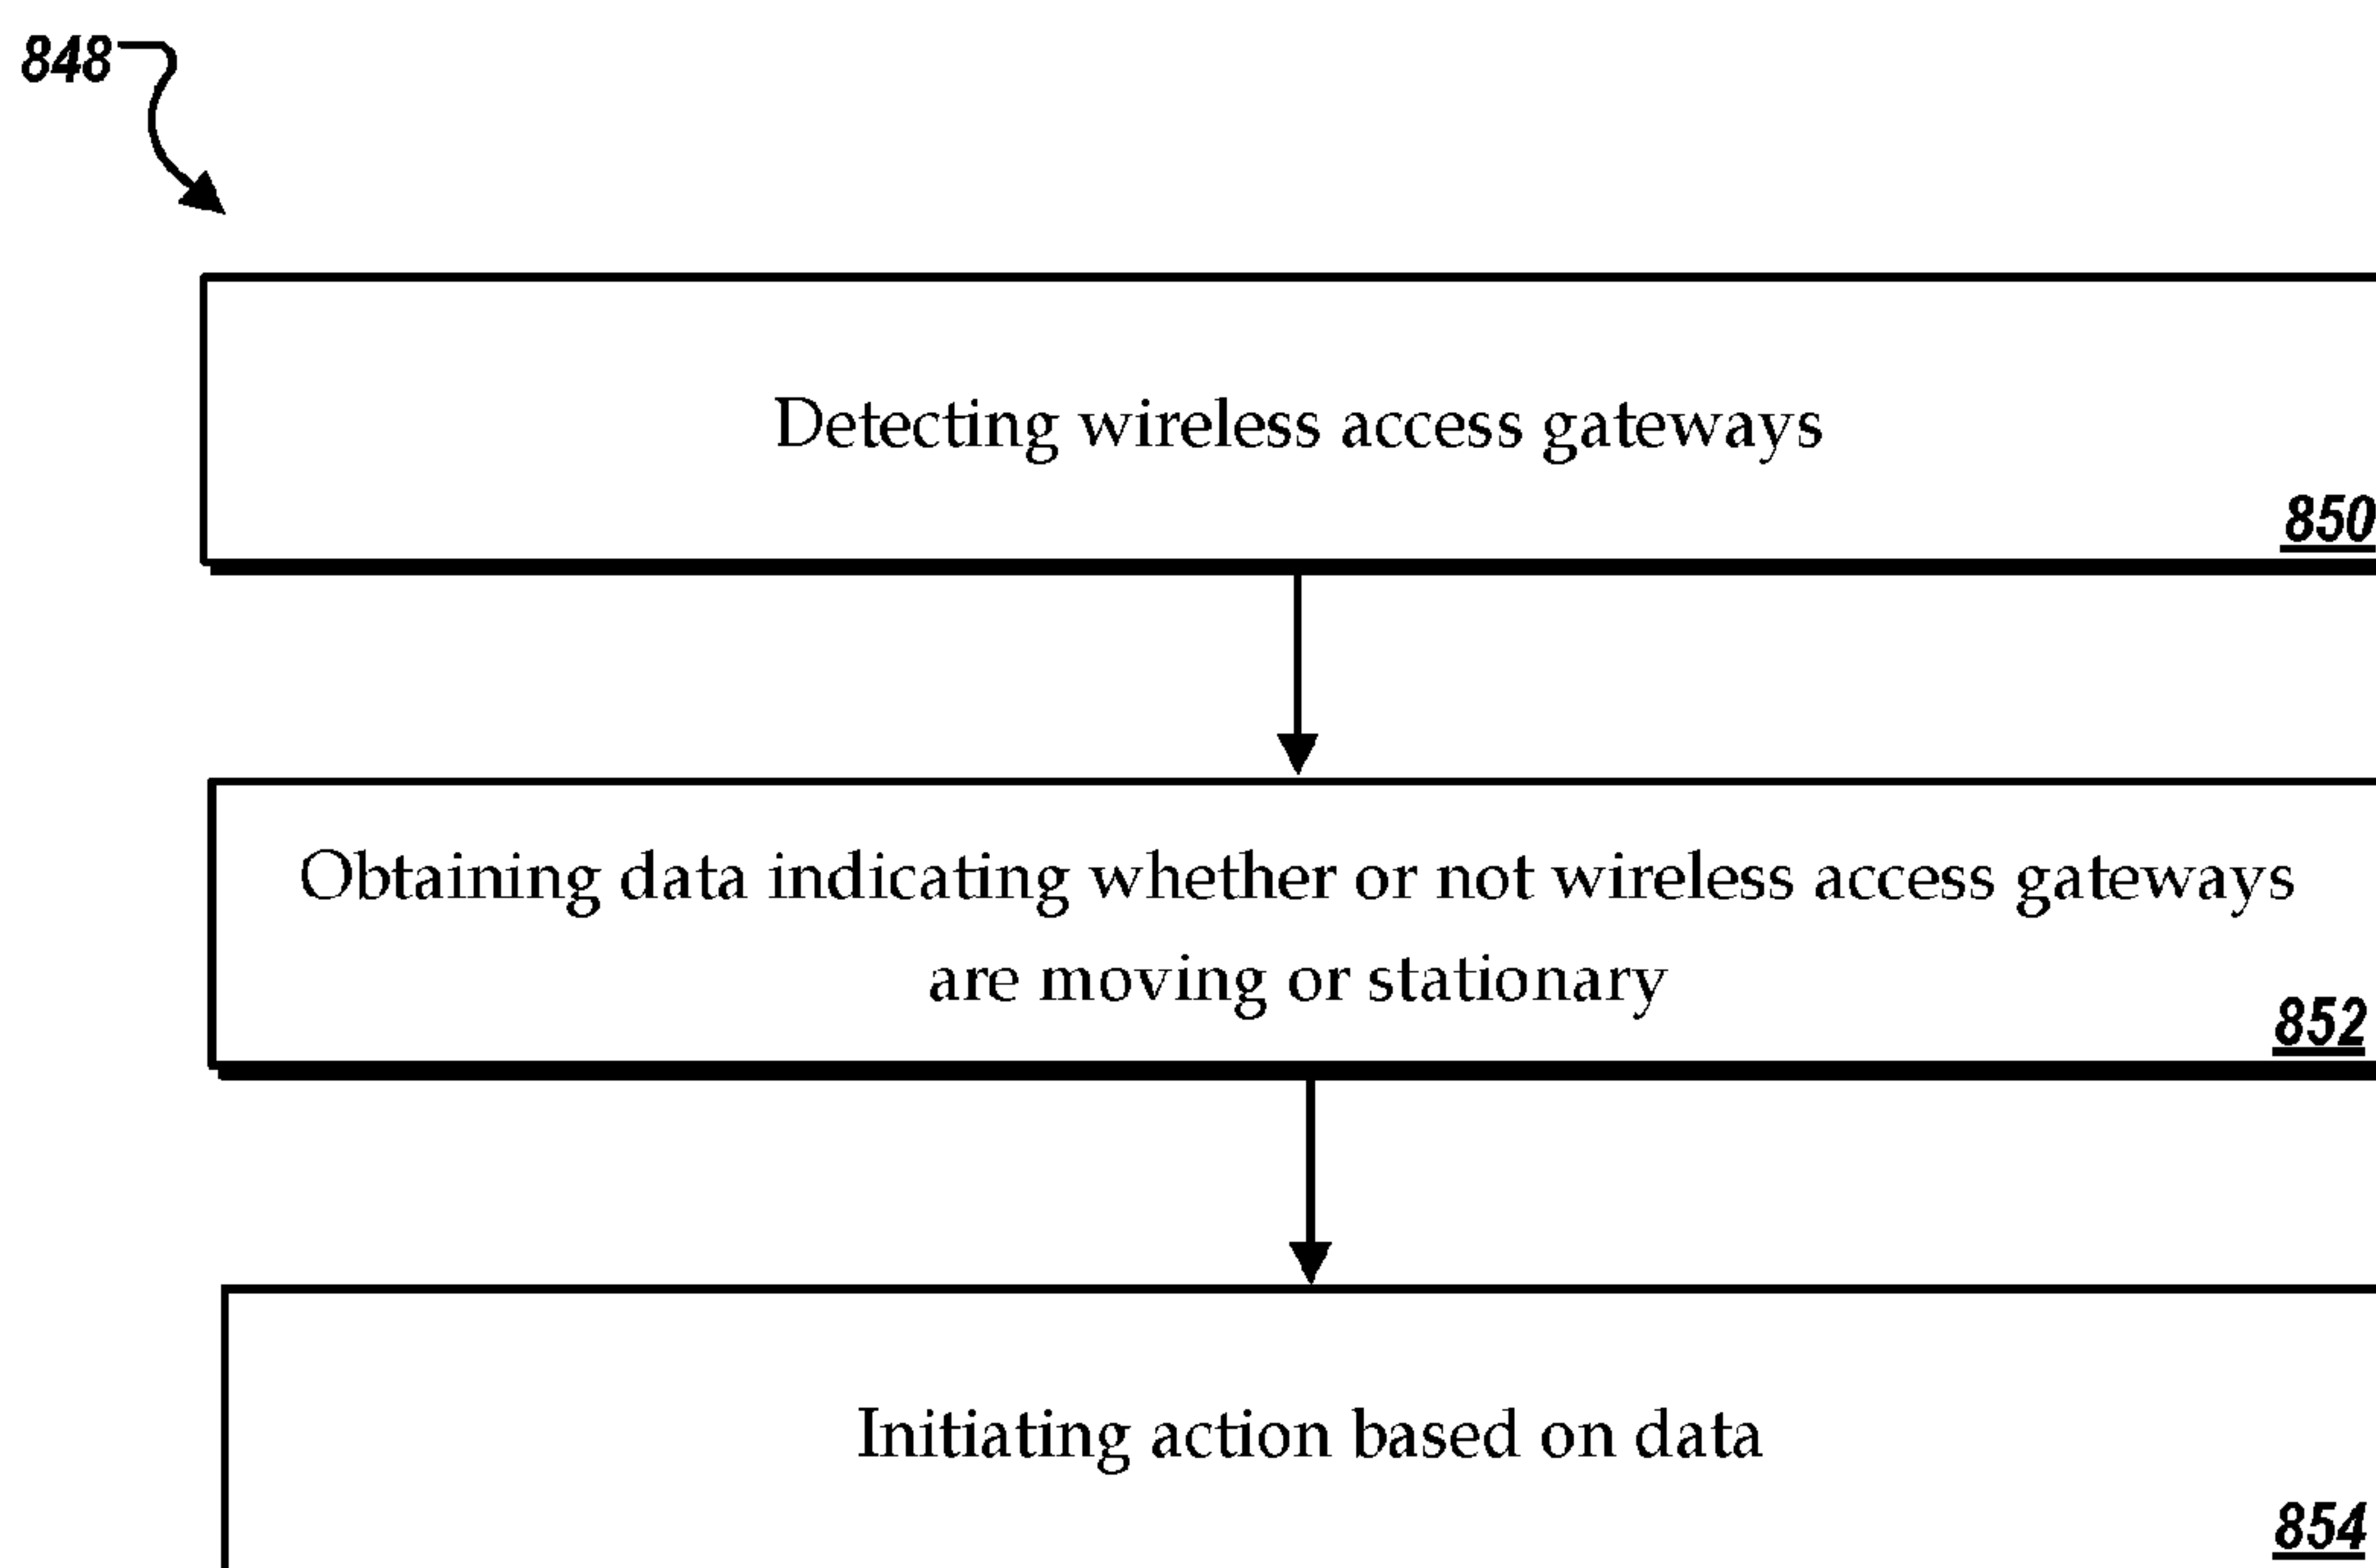 848
Detecting wireless access gateways
850
Obtaining data indicating whether or not wireless access gateways
are moving or stationary
852
Initiating action based on data
854